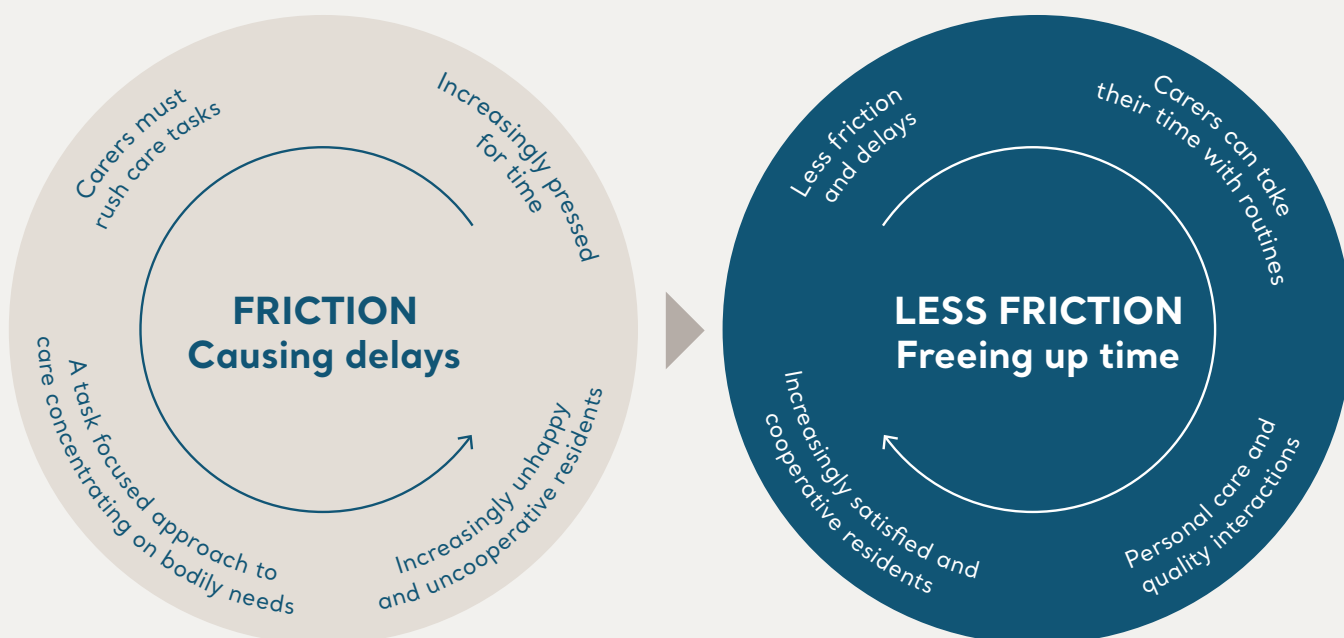 Carers must
rush care tasks
Increasingly pressed
for time
FRICTION
Causing delays
A task focused approach to
care concentrating on bodily needs
Increasingly unhappy
and uncooperative residents
Less friction
and delays
Carers can take
their time with routines
LESS FRICTION
Freeing up time
Increasingly satisfied and
cooperative residents
Personal care and
quality interactions